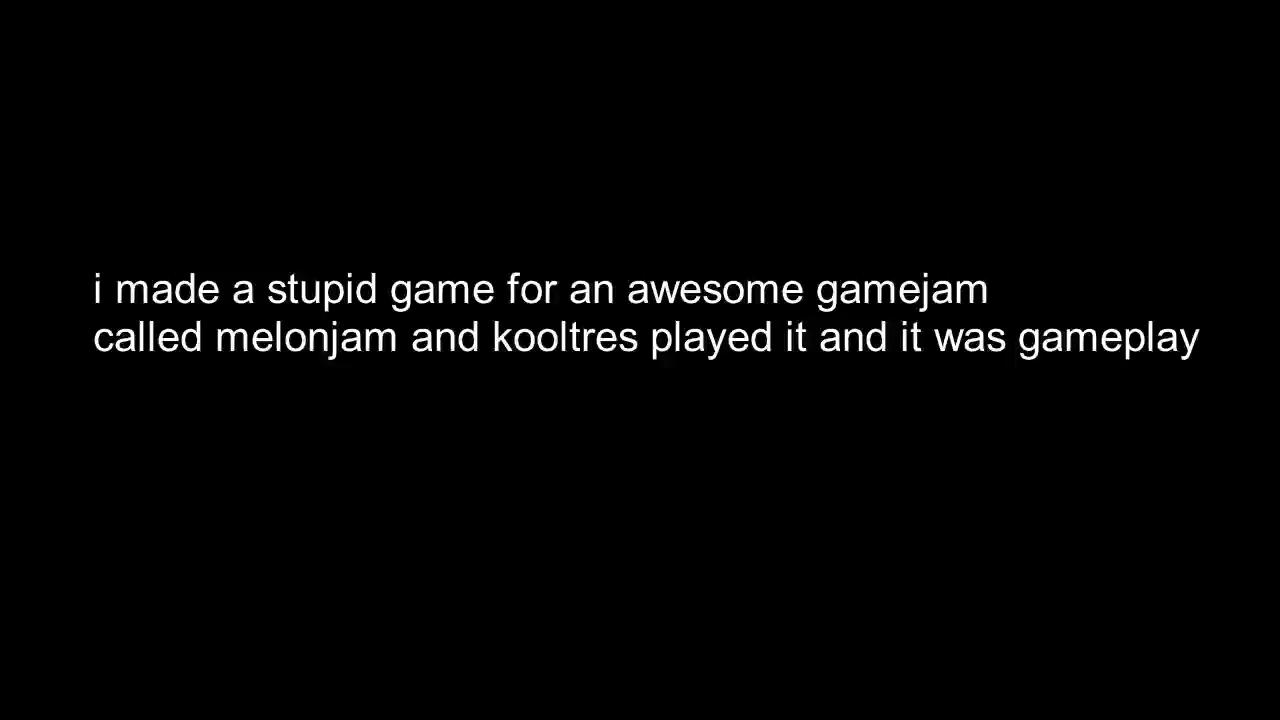 i made a stupid game for an awesome gamejam
called melonjam and kooltres played it and it was gameplay